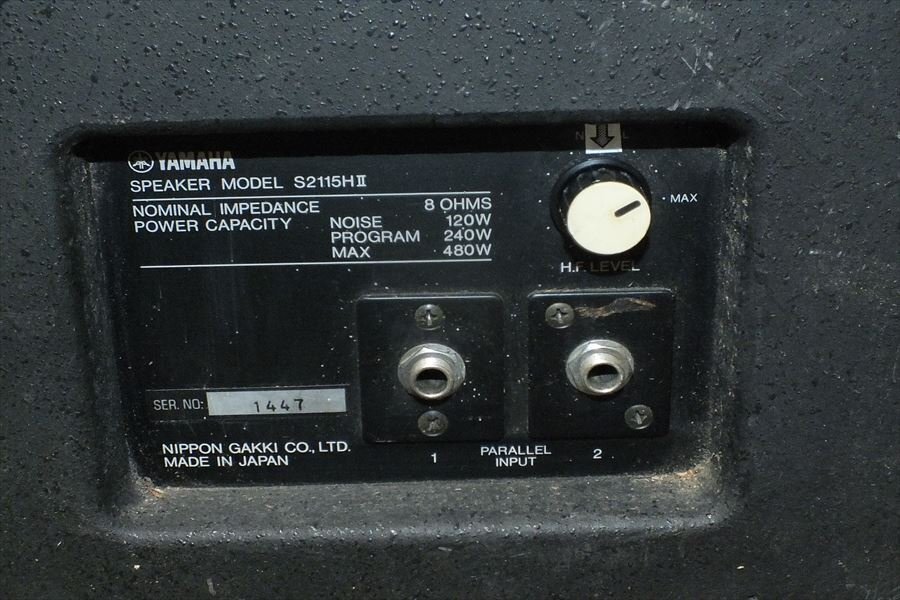 YAMAHA
SPEAKER MODEL S2115HⅡ
NOMINAL IMPEDANCE 8 OHMS
POWER CAPACITY NOISE 120W
PROGRAM 240W
MAX 480W
MAX
H.F. LEVEL
SER. NO: 1447
NIPPON GAKKI CO., LTD.
MADE IN JAPAN
1 PARALLEL INPUT 2